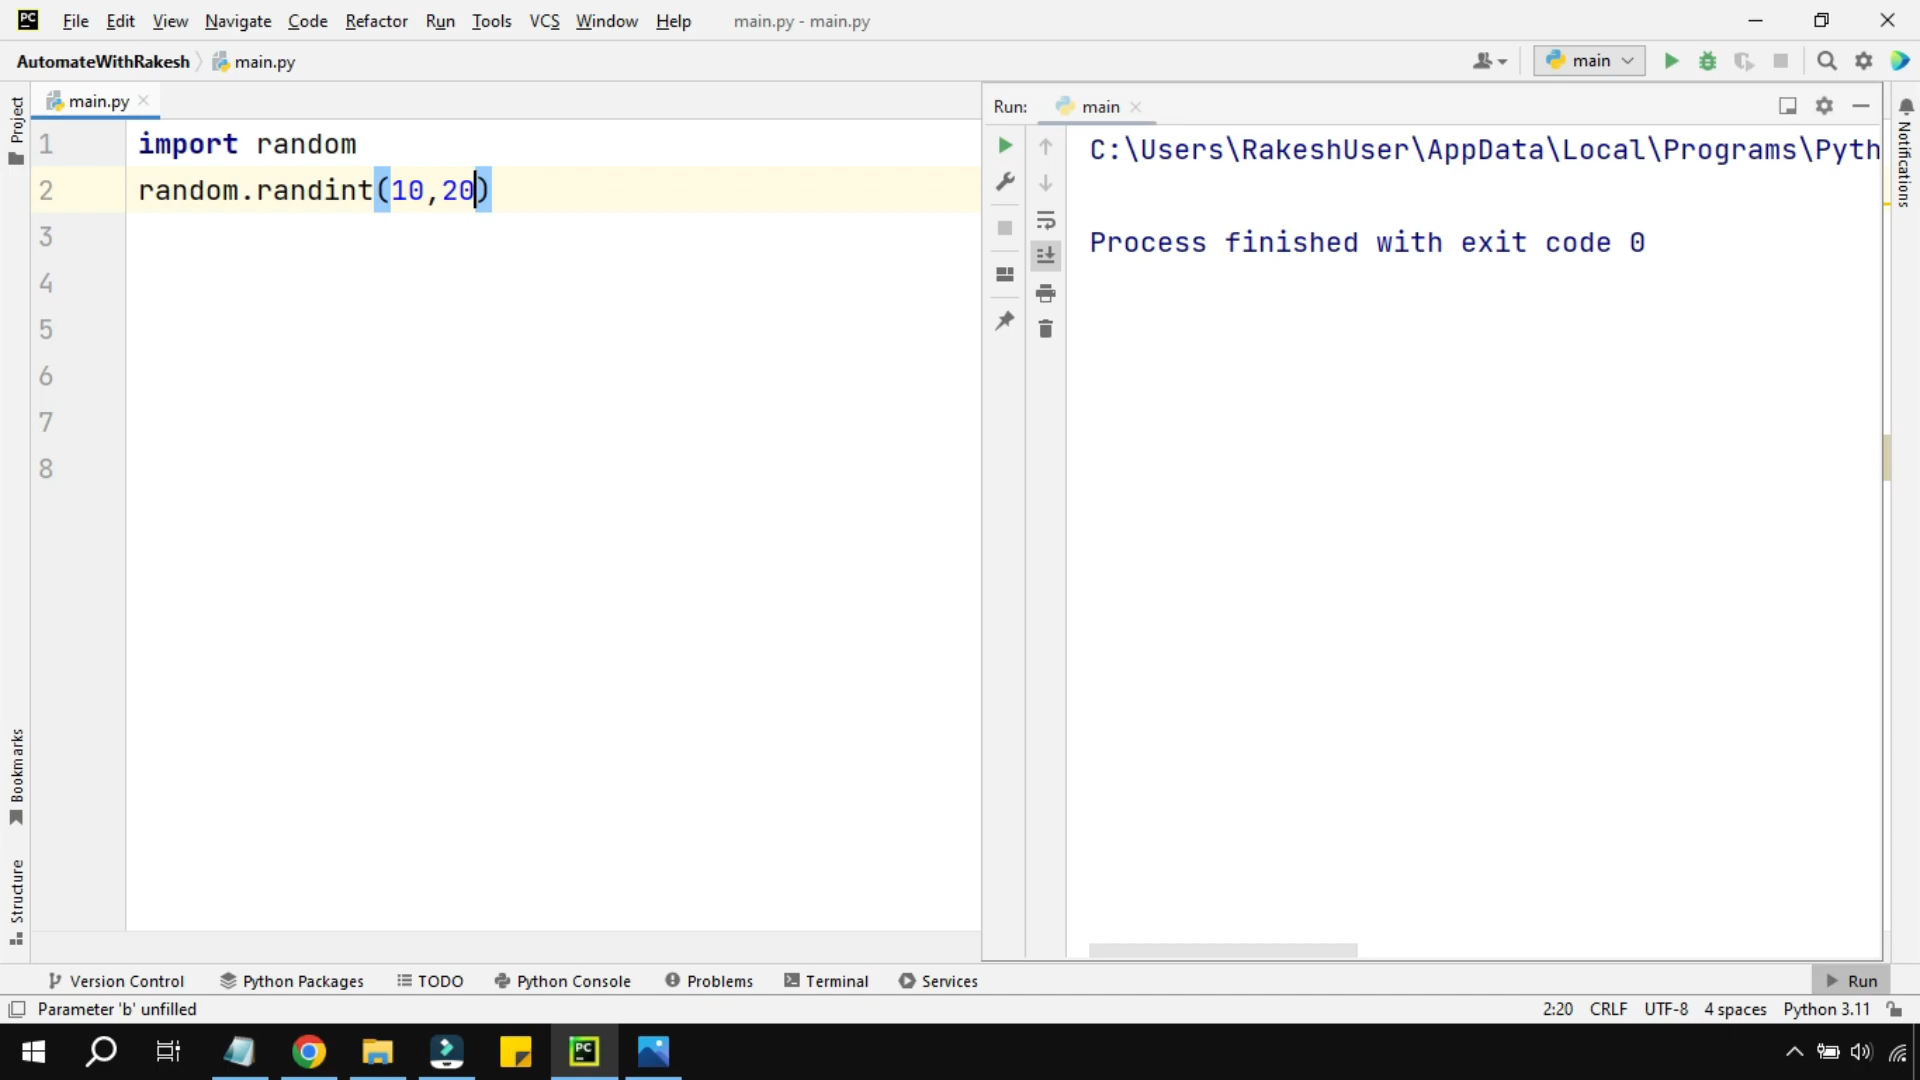 PC File Edit View Navigate Code Refactor Run Tools VCS Window Help main.py - main.py
AutomateWithRakesh main.py main
Project
main.py
Run: main
Notifications
1 import random
2 random.randint(10,20)
3
4
5
6
7
8
C:\Users\RakeshUser\AppData\Local\Programs\Pyth
Process finished with exit code 0
Bookmarks
Structure
Version Control Python Packages TODO Python Console Problems Terminal Services Run
Parameter 'b' unfilled 2:20 CRLF UTF-8 4 spaces Python 3.11
PC